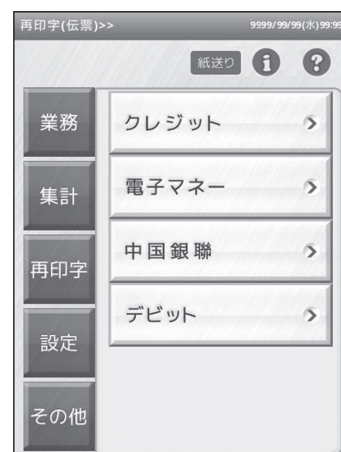 再印字(伝票)>> 9999/99/99(水)99:99
紙送り i ?
業務
集計
再印字
設定
その他
クレジット
電子マネー
中国銀聯
デビット